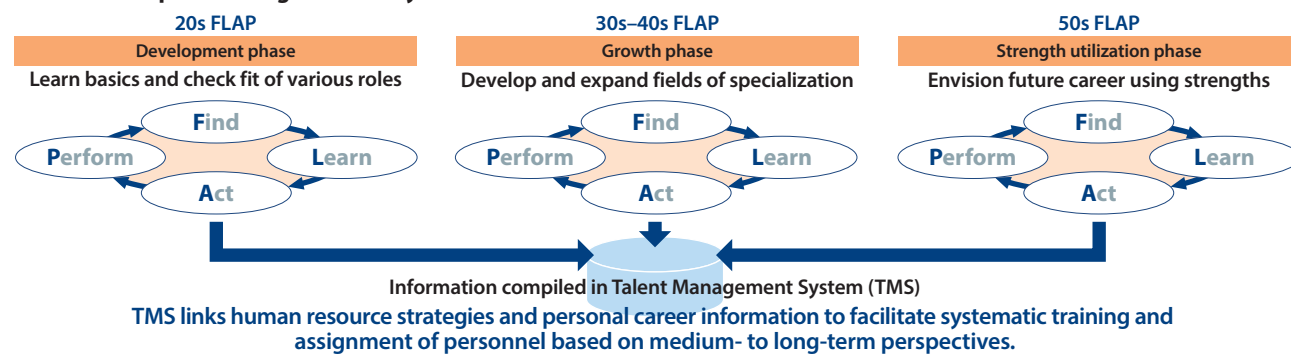 20s FLAP
Development phase
Learn basics and check fit of various roles
Find
Perform
Learn
Act
30s–40s FLAP
Growth phase
Develop and expand fields of specialization
Find
Perform
Learn
Act
50s FLAP
Strength utilization phase
Envision future career using strengths
Find
Perform
Learn
Act
Information compiled in Talent Management System (TMS)
TMS links human resource strategies and personal career information to facilitate systematic training and
assignment of personnel based on medium- to long-term perspectives.